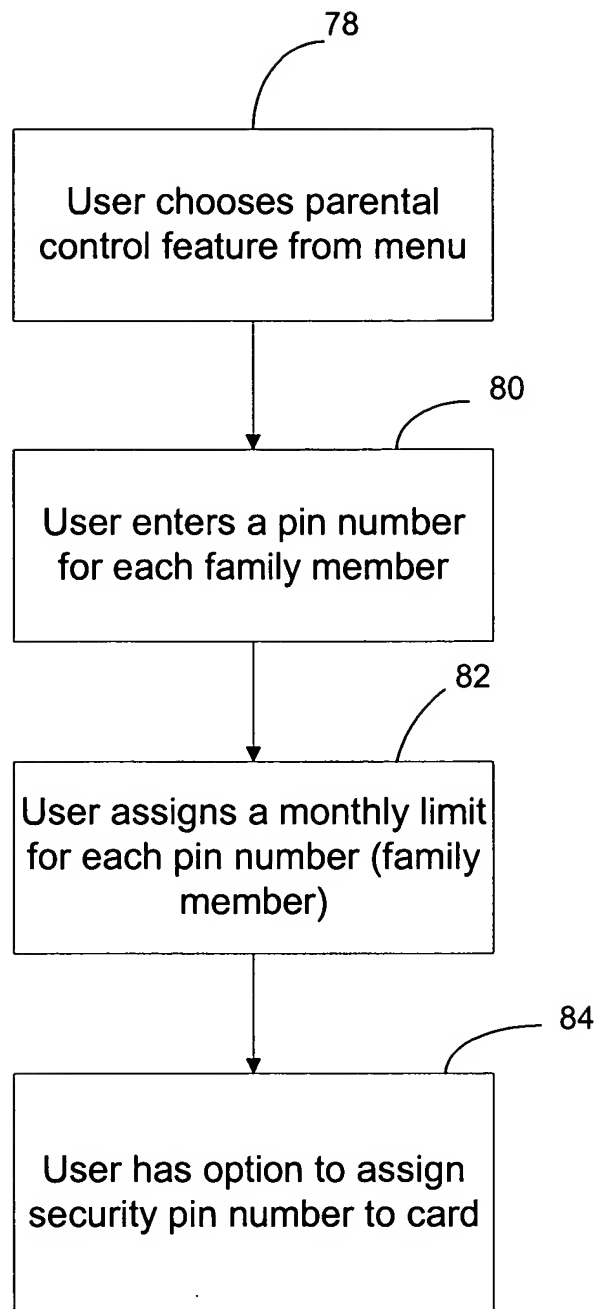 78
User chooses parental
control feature from menu
80
User enters a pin number
for each family member
82
User assigns a monthly limit
for each pin number (family
member)
84
User has option to assign
security pin number to card